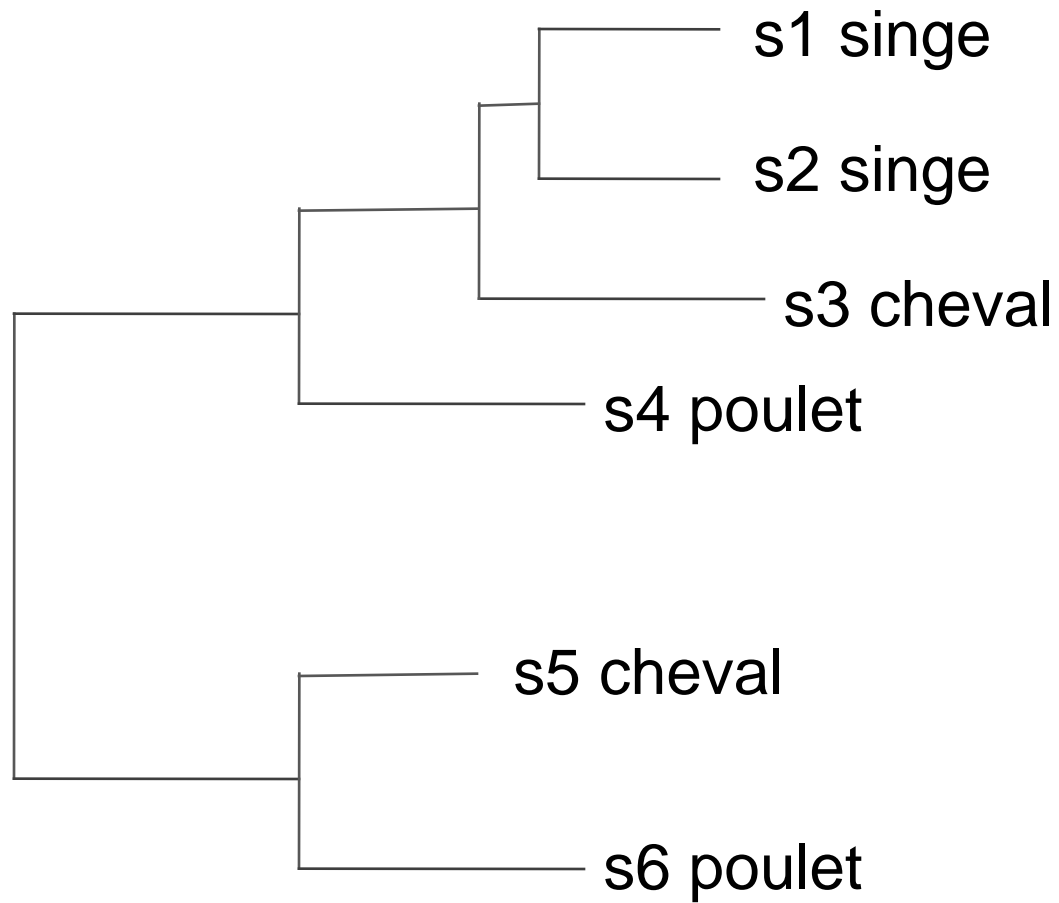 s1 singe
s2 singe
s3 cheval
s4 poulet
s5 cheval
s6 poulet